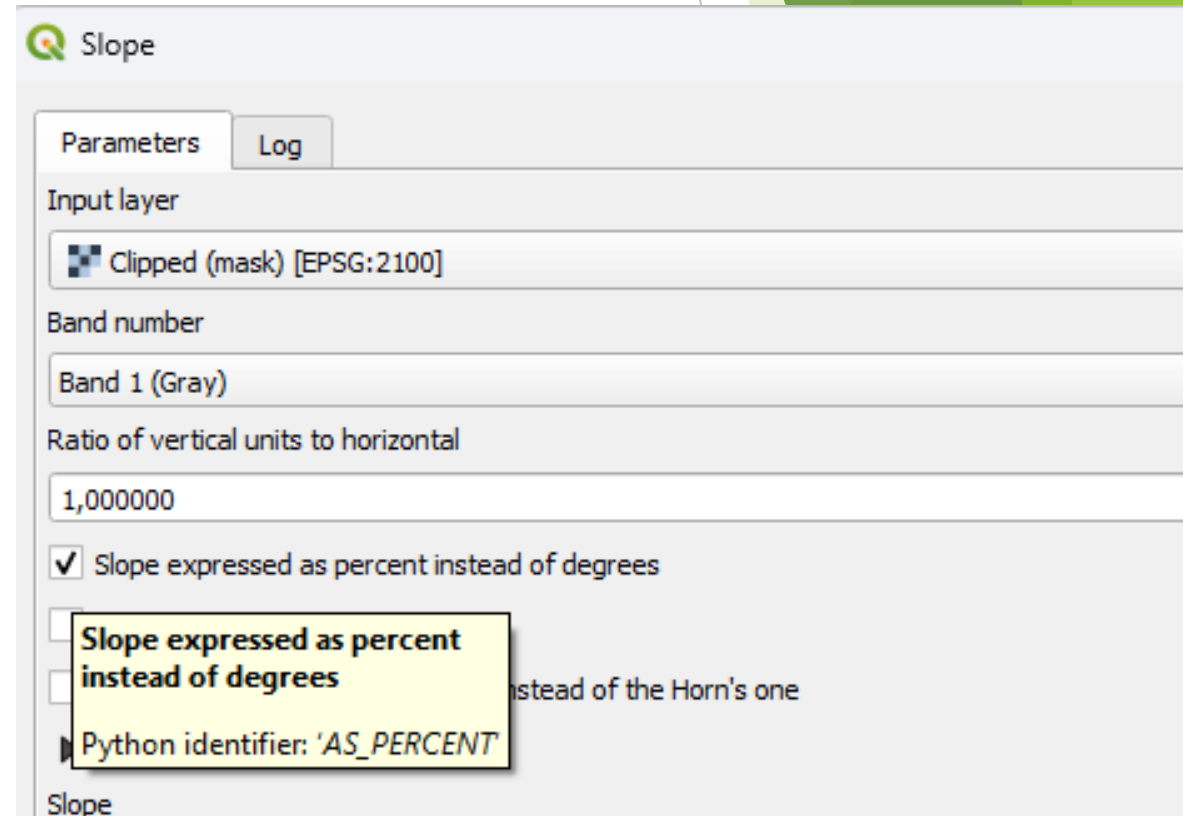 Slope
Parameters
Log
Input layer
Clipped (mask) [EPSG:2100]
Band number
Band 1 (Gray)
Ratio of vertical units to horizontal
1,000000
Slope expressed as percent instead of degrees
Slope expressed as percent
instead of degrees
instead of the Horn's one
Python identifier: 'AS_PERCENT'
Slope